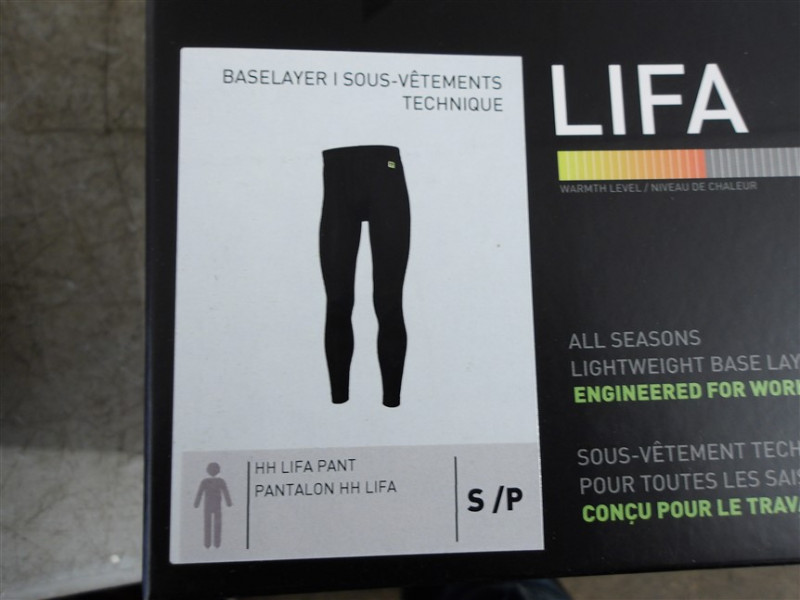 BASELAYER I SOUS-VÊTEMENTS
TECHNIQUE
HH LIFA PANT
PANTALON HH LIFA
S /P
LIFA
WARMTH LEVEL / NIVEAU DE CHALEUR
ALL SEASONS
LIGHTWEIGHT BASE LAY
ENGINEERED FOR WOR
SOUS-VÊTEMENT TECH
POUR TOUTES LES SAIS
CONÇU POUR LE TRAVA